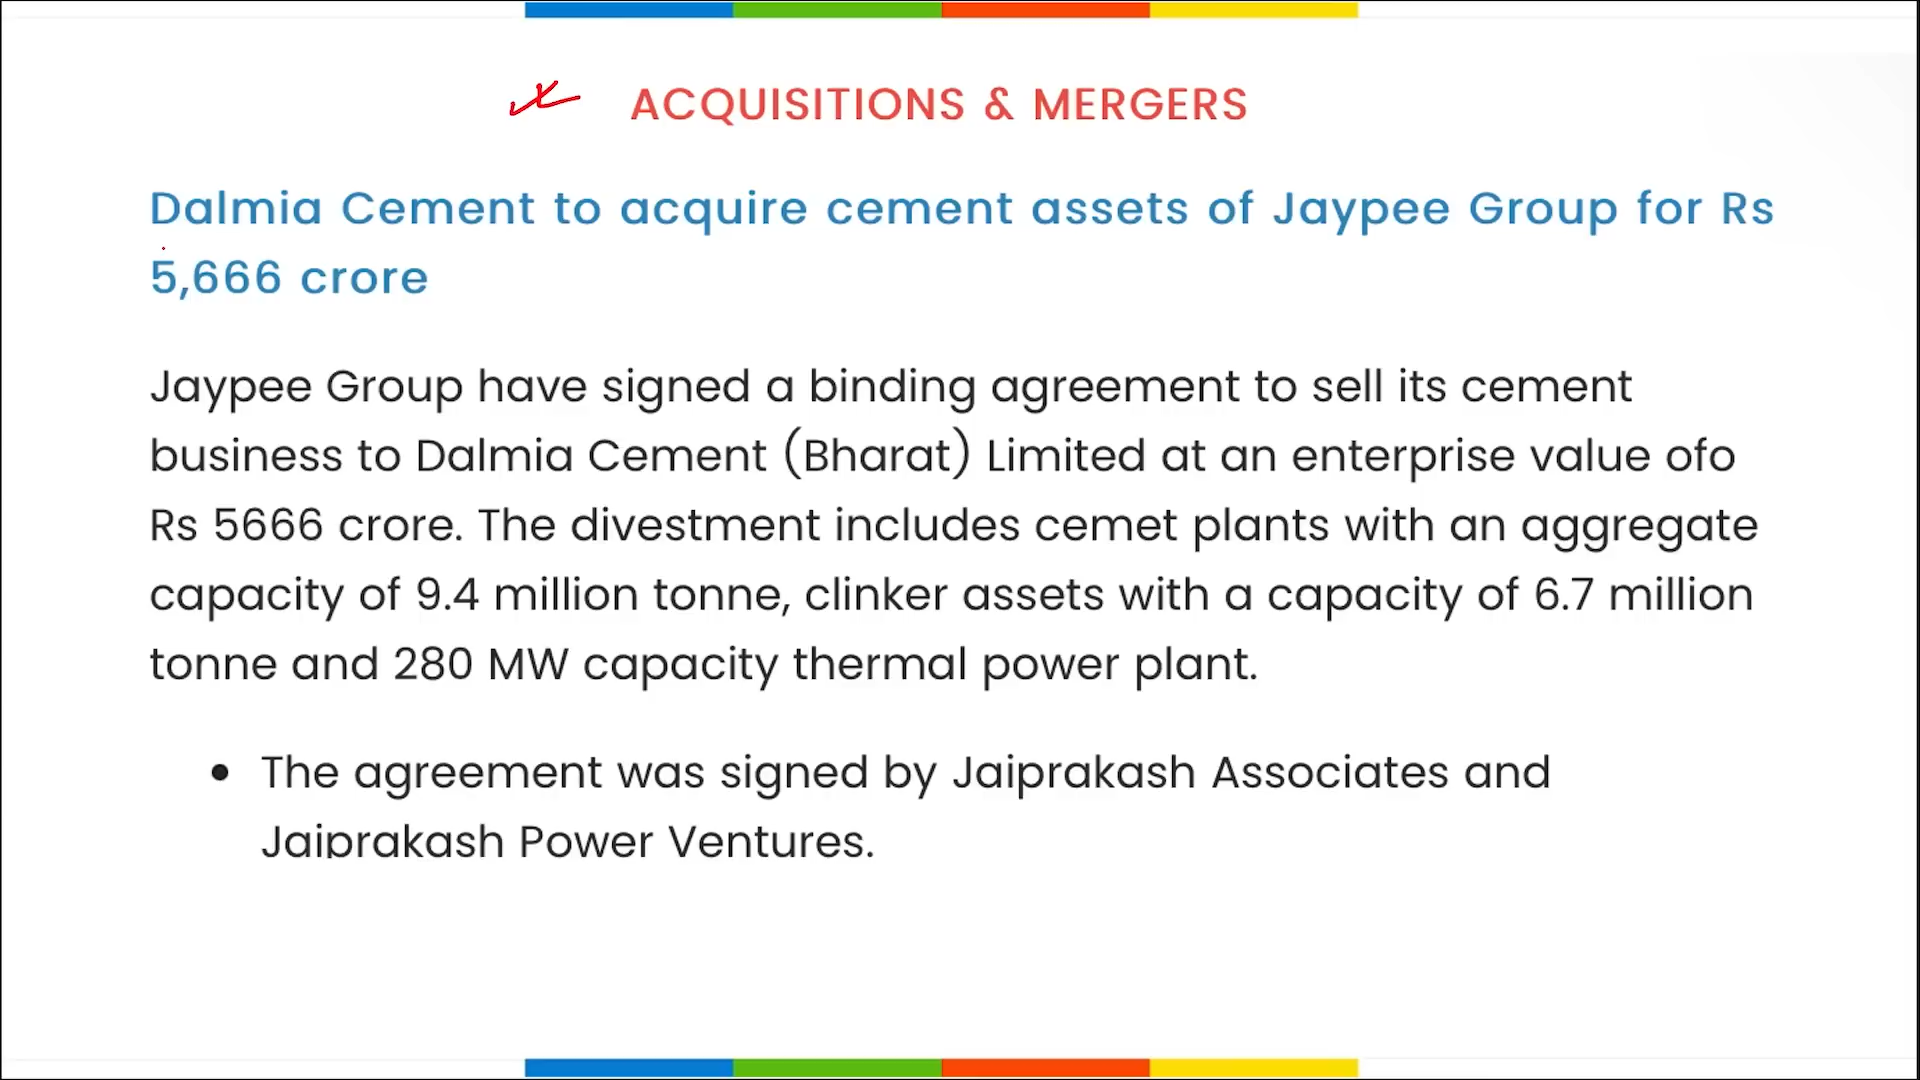 ACQUISITIONS & MERGERS
Dalmia Cement to acquire cement assets of Jaypee Group for Rs
5,666 crore
Jaypee Group have signed a binding agreement to sell its cement
business to Dalmia Cement (Bharat) Limited at an enterprise value ofo
Rs 5666 crore. The divestment includes cemet plants with an aggregate
capacity of 9.4 million tonne, clinker assets with a capacity of 6.7 million
tonne and 280 MW capacity thermal power plant.
• The agreement was signed by Jaiprakash Associates and
Jaiprakash Power Ventures.